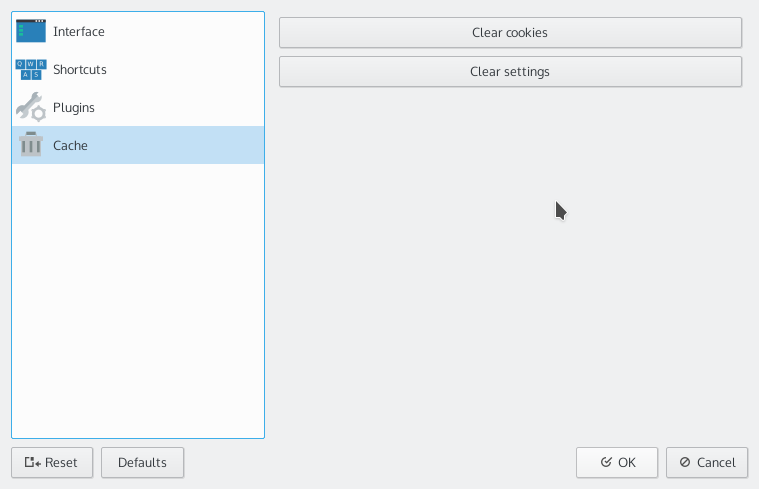 Interface
Q W R
A S
Shortcuts
Plugins
Cache
Clear cookies
Clear settings
Reset
Defaults
OK
Cancel